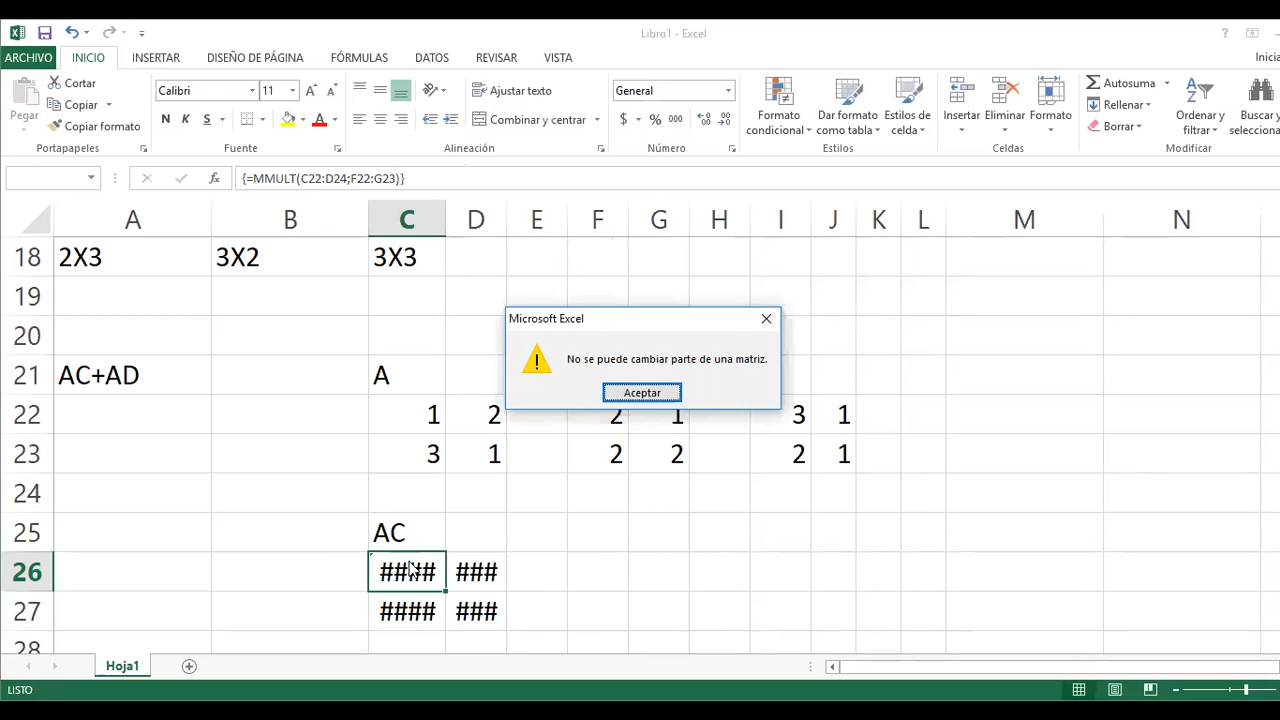 Libro1 - Excel
ARCHIVO INICIO INSERTAR DISEÑO DE PÁGINA FÓRMULAS DATOS REVISAR VISTA Inicia
Pegar
Cortar
Copiar
Copiar formato
Portapapeles
Calibri 11
N K S
Fuente
Ajustar texto
Combinar y centrar
Alineación
General
$ % 000
Número
Formato condicional
Dar formato como tabla
Estilos de celda
Estilos
Insertar Eliminar Formato
Celdas
Autosuma
Rellenar
Borrar
Ordenar y filtrar
Buscar y
seleccion
Modificar
fx {=MMULT(C22:D24;F22:G23)}
A B C D E F G H I J K L M N
18 2X3 3X2 3X3
19
20
21 AC+AD A
22 1 2 2 1 3 1
23 3 1 2 2 2 1
24
25 AC
26 #### ###
27 #### ###
28
Microsoft Excel
No se puede cambiar parte de una matriz.
Aceptar
Hoja1
LISTO